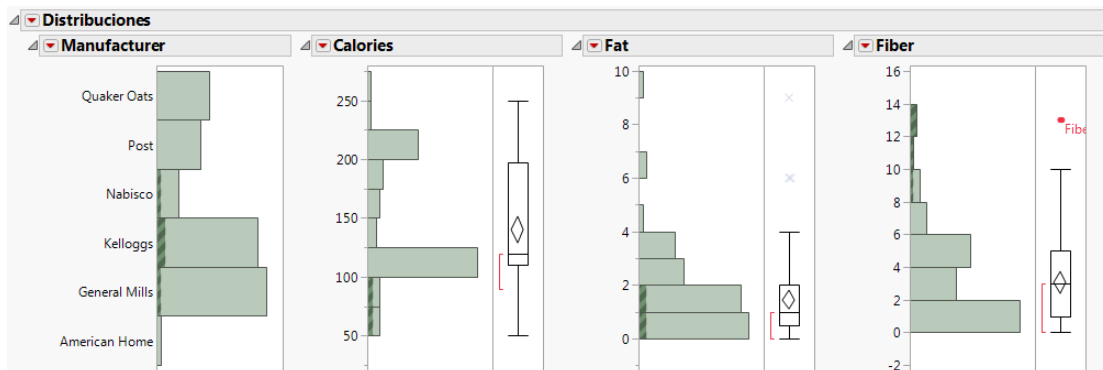 Distribuciones
Manufacturer
Quaker Oats
Post
Nabisco
Kelloggs
General Mills
American Home
Calories
250
200
150
100
50
Fat
10
8
6
4
2
0
Fiber
16
14
12
10
8
6
4
2
0
-2
Fibe